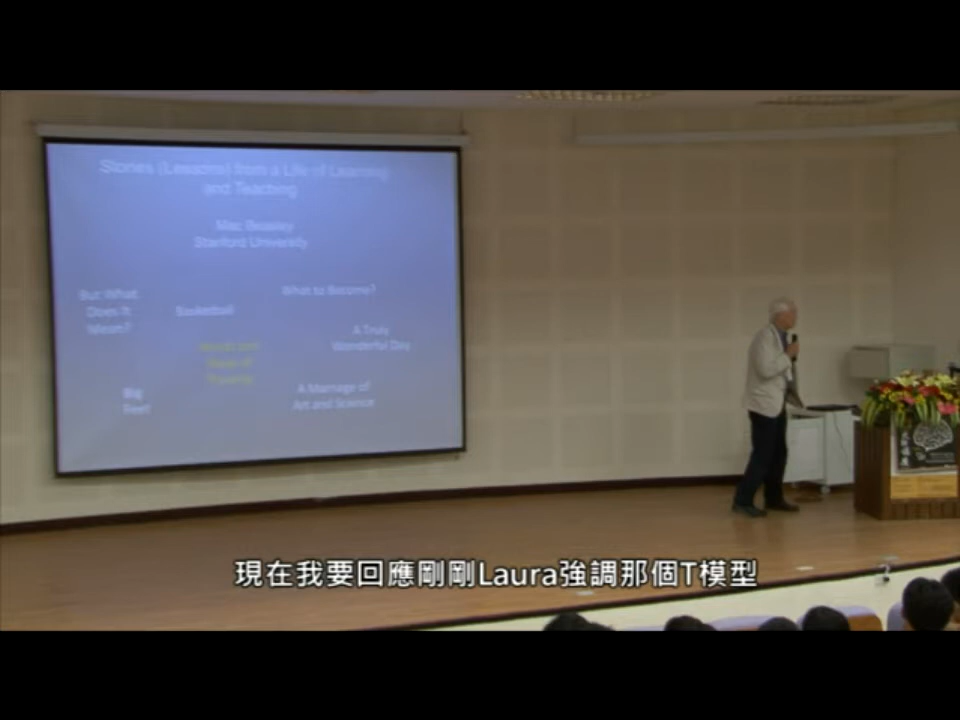 Stories (Lessons) from a Life of Learning
and Teaching
Mac Beasley
Stanford University
But What
Does It
Mean?
Basketball
What to Become?
A Truly
Wonderful Day
Big
A Marriage of
Art and Science
現在我要回應剛剛Laura強調那個T模型